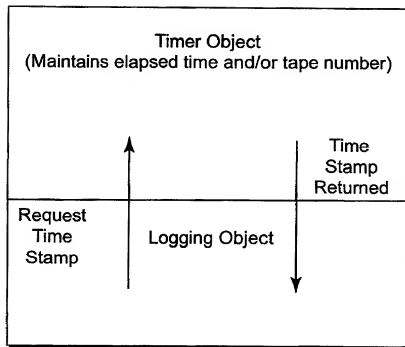 Timer Object
(Maintains elapsed time and/or tape number)
Time
Stamp
Returned
Request
Time
Stamp
Logging Object